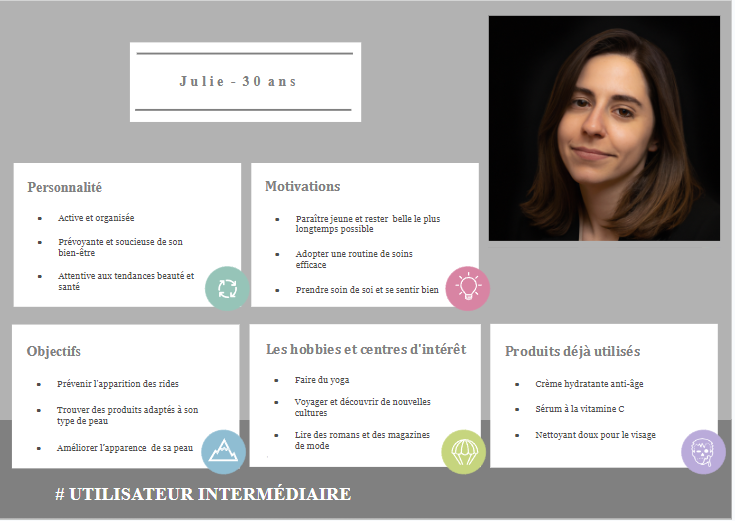 Julie - 30 ans
Personnalité
Active et organisée
Prévoyante et soucieuse de son
bien-être
Attentive aux tendances beauté et
santé
Motivations
Paraître jeune et rester belle le plus
longtemps possible
Adopter une routine de soins
efficace
Prendre soin de soi et se sentir bien
Objectifs
Prévenir l'apparition des rides
Trouver des produits adaptés à son
type de peau
Améliorer l'apparence de sa peau
Les hobbies et centres d'intérêt
Faire du yoga
Voyager et découvrir de nouvelles
cultures
Lire des romans et des magazines
de mode
Produits déjà utilisés
Crème hydratante anti-âge
Sérum à la vitamine C
Nettoyant doux pour le visage
# UTILISATEUR INTERMÉDIAIRE